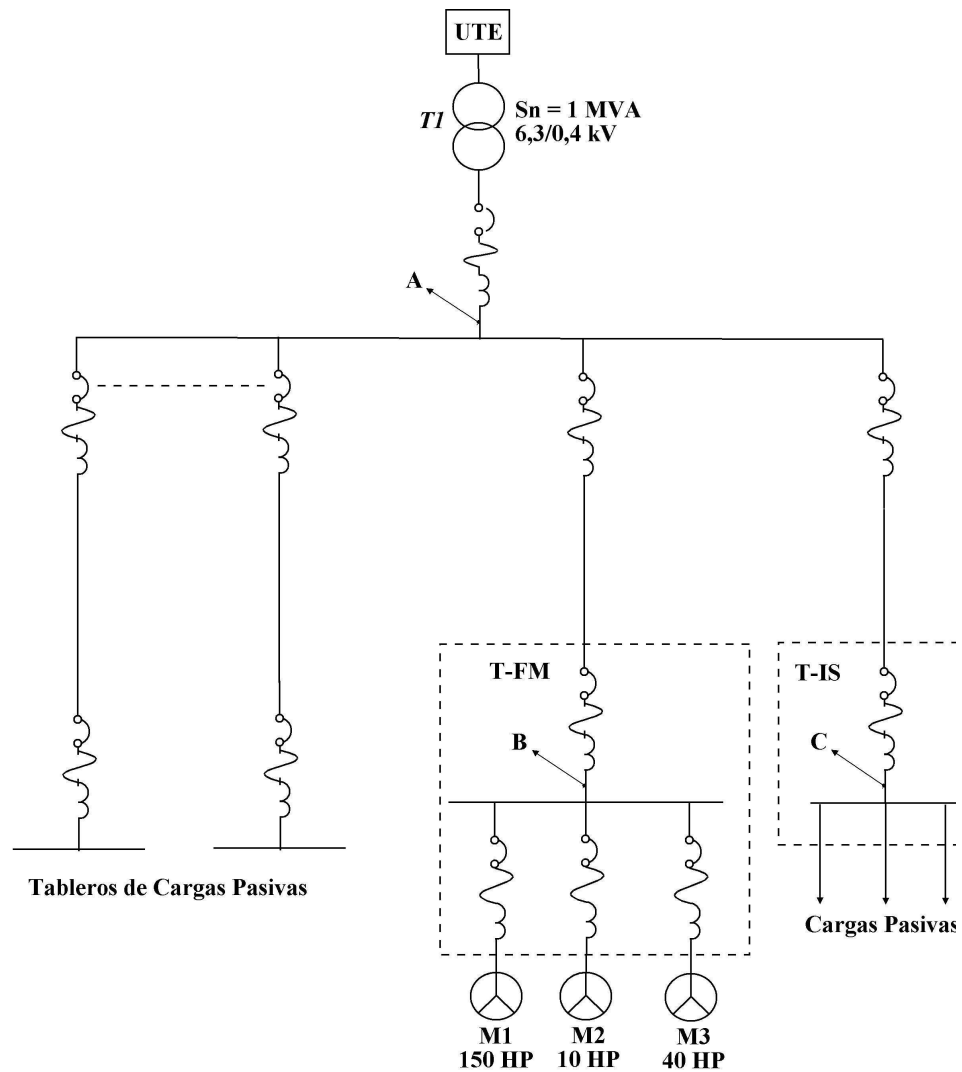 UTE
T1
Sn = 1 MVA
6,3/0,4 kV
A
T-FM
T-IS
B
C
Tableros de Cargas Pasivas
Cargas Pasivas
M1
150 HP
M2
10 HP
M3
40 HP